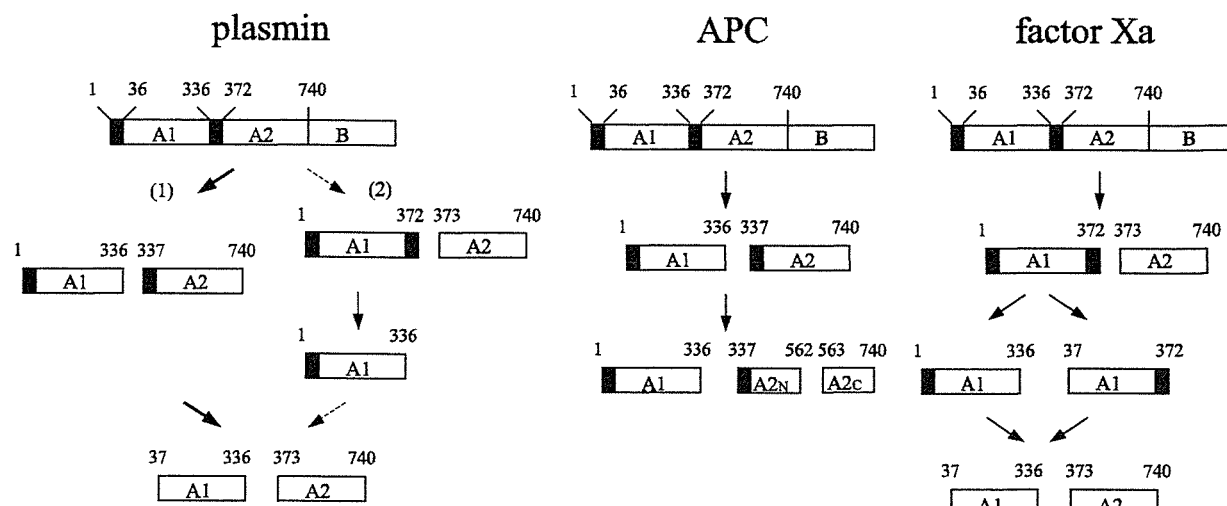 plasmin
1 36 336 372 740
A1 A2 B
(1) (2)
1 372 373 740
A1 A2
1 336 337 740
A1 A2
1 336
A1
37 336 373 740
A1 A2
APC
1 36 336 372 740
A1 A2 B
1 336 337 740
A1 A2
1 336 337 562 563 740
A1 A2N A2C
factor Xa
1 36 336 372 740
A1 A2 B
1 372 373 740
A1 A2
1 336 37 372
A1 A1
37 336 373 740
A1 A2